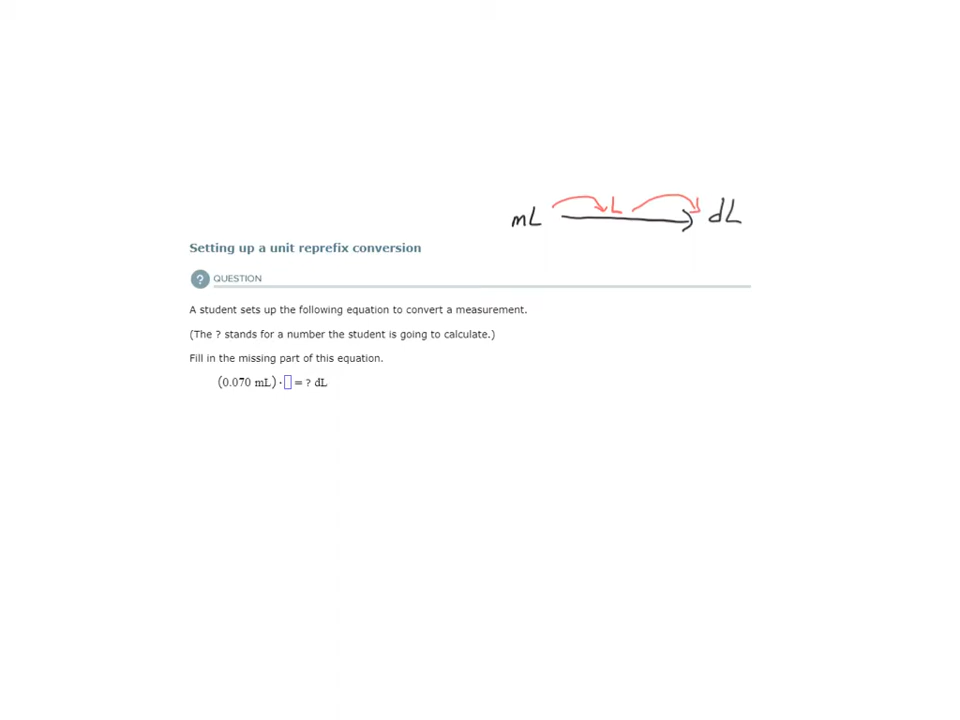 mL L dL
Setting up a unit reprefix conversion
? QUESTION
A student sets up the following equation to convert a measurement.
(The ? stands for a number the student is going to calculate.)
Fill in the missing part of this equation.
(0.070 mL) · □ = ? dL